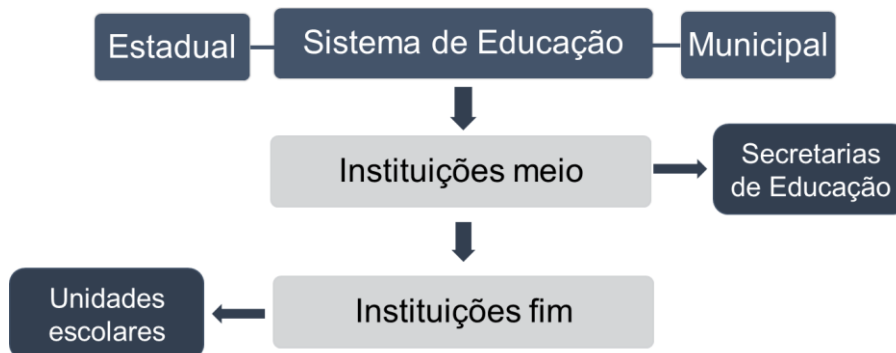 Estadual
Sistema de Educação
Municipal
Instituições meio
Secretarias
de Educação
Unidades
escolares
Instituições fim